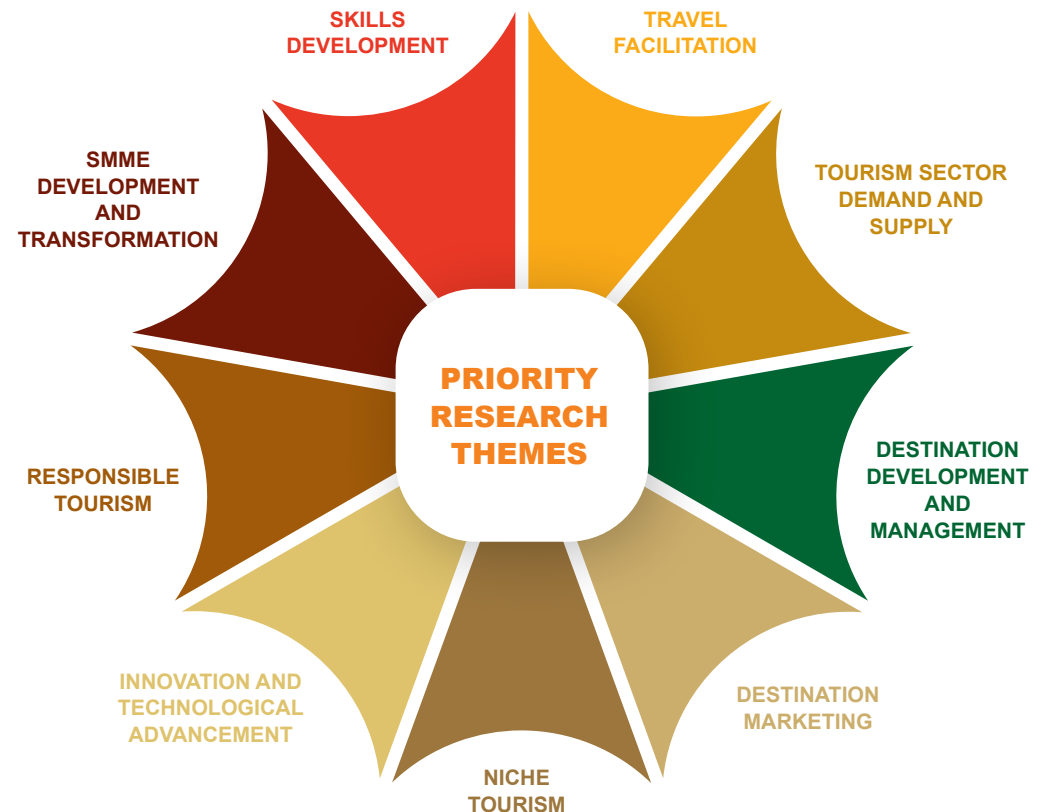 SKILLS
DEVELOPMENT
TRAVEL
FACILITATION
SMME
DEVELOPMENT
AND
TRANSFORMATION
TOURISM SECTOR
DEMAND AND
SUPPLY
PRIORITY
RESEARCH
THEMES
RESPONSIBLE
TOURISM
DESTINATION
DEVELOPMENT
AND
MANAGEMENT
INNOVATION AND
TECHNOLOGICAL
ADVANCEMENT
DESTINATION
MARKETING
NICHE
TOURISM